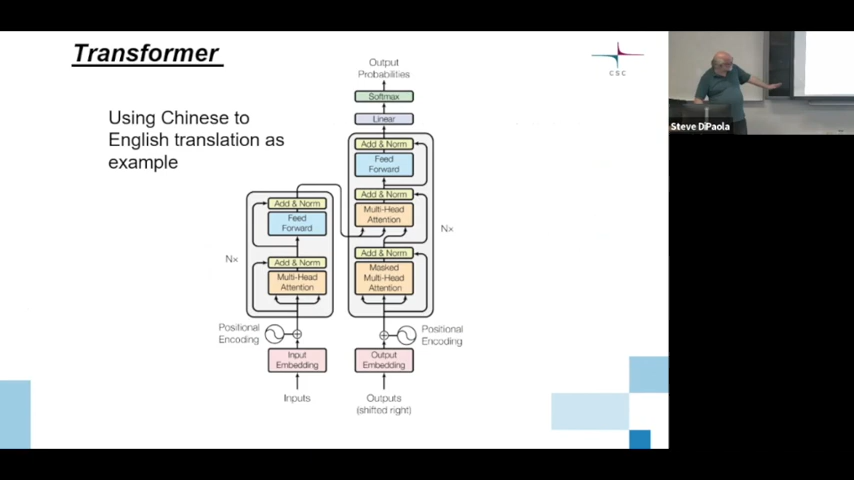 Transformer
CSC
Using Chinese to
English translation as
example
Output
Probabilities
Softmax
Linear
Add & Norm
Feed
Forward
Add & Norm
Multi-Head
Attention
Add & Norm
Masked
Multi-Head
Attention
Nx
Add & Norm
Feed
Forward
Add & Norm
Multi-Head
Attention
Nx
Positional
Encoding
Positional
Encoding
Input
Embedding
Output
Embedding
Inputs
Outputs
(shifted right)
Steve DiPaola